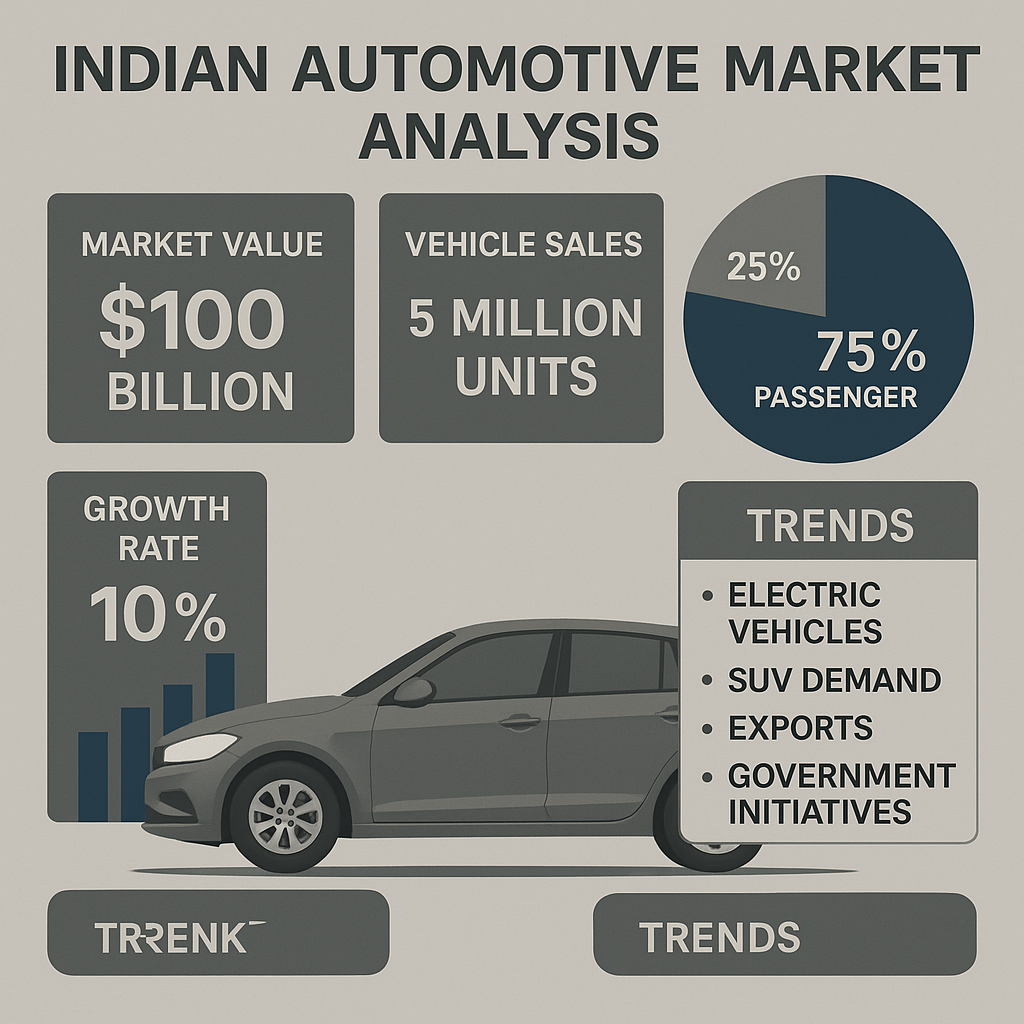 INDIAN AUTOMOTIVE MARKET
ANALYSIS
MARKET VALUE
$100
BILLION
VEHICLE SALES
5 MILLION
UNITS
25%
75%
PASSENGER
GROWTH
RATE
10%
TRENDS
• ELECTRIC
VEHICLES
• SUV DEMAND
• EXPORTS
• GOVERNMENT
INITIATIVES
TRENDS